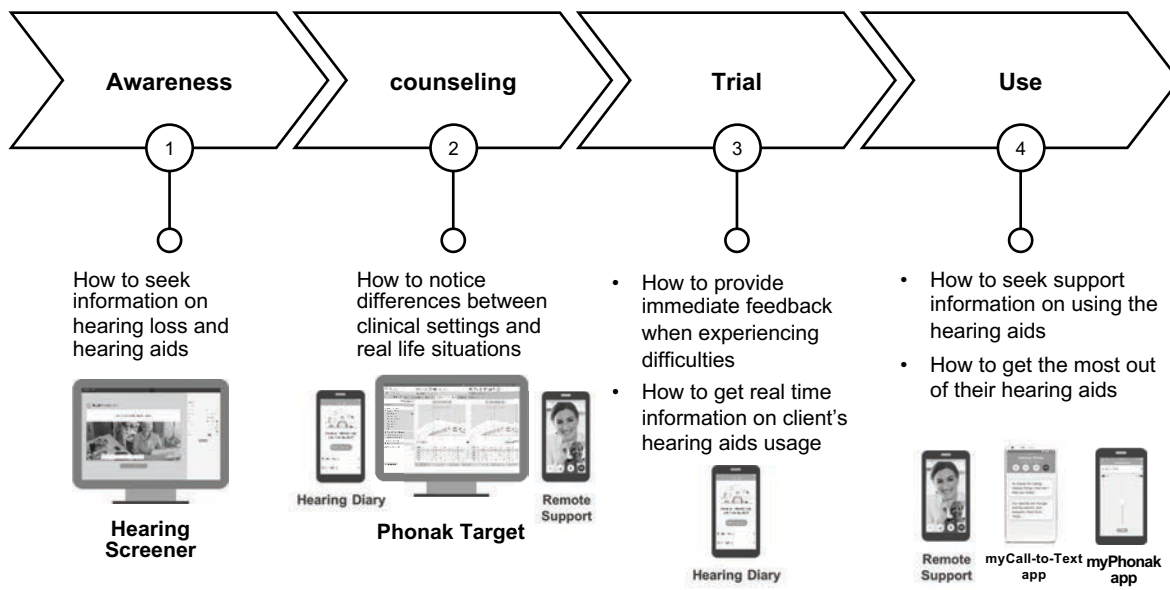 Awareness
counseling
Trial
Use
1
2
3
4
How to seek
information on
hearing loss and
hearing aids
Hearing
Screener
How to notice
differences between
clinical settings and
real life situations
Hearing Diary
Phonak Target
Remote
Support
• How to provide
immediate feedback
when experiencing
difficulties
• How to get real time
information on client’s
hearing aids usage
Hearing Diary
• How to seek support
information on using the
hearing aids
• How to get the most out
of their hearing aids
Remote
Support
myCall-to-Text
app
myPhonak
app